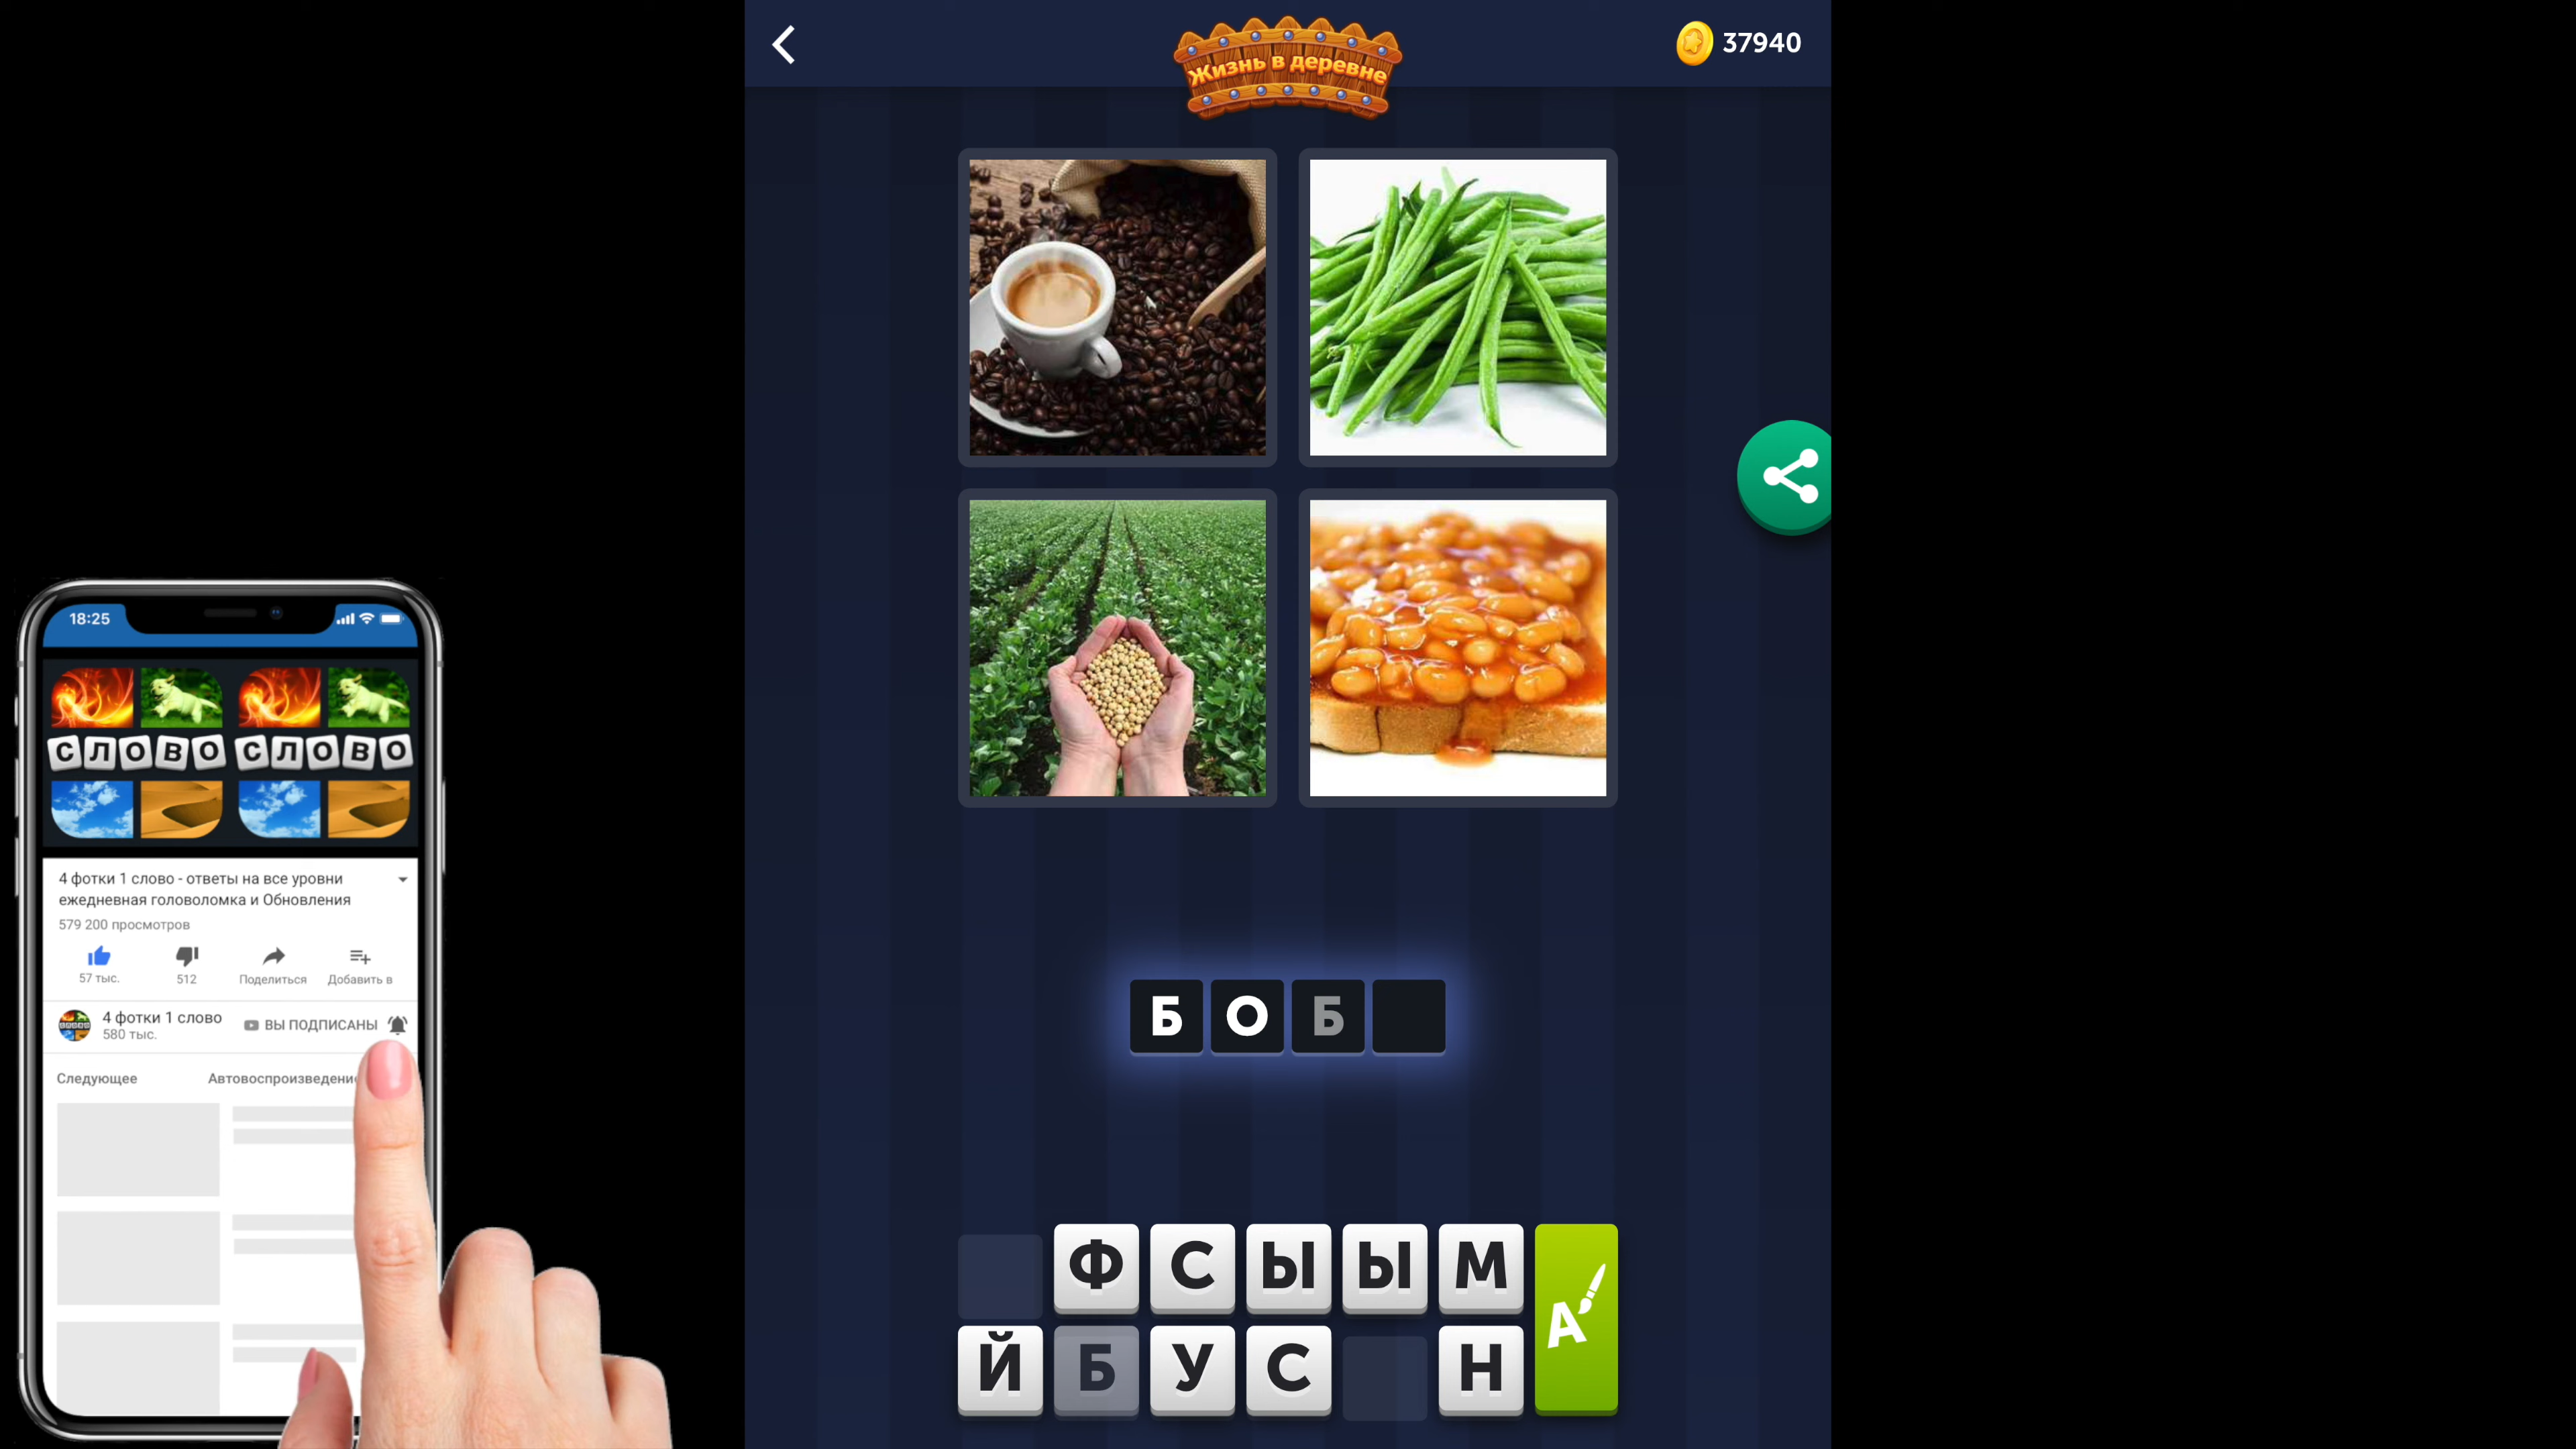 Жизнь в деревне
37940
18:25
СЛОВО СЛОВО
4 фотки 1 слово - ответы на все уровни
ежедневная головоломка и Обновления
579 200 просмотров
57 тыс. 512 Поделиться Добавить в
4 фотки 1 слово
580 тыс.
ВЫ ПОДПИСАНЫ
Следующее
БОБ
Ф С Ы Ы М
Й Б У С Н
А